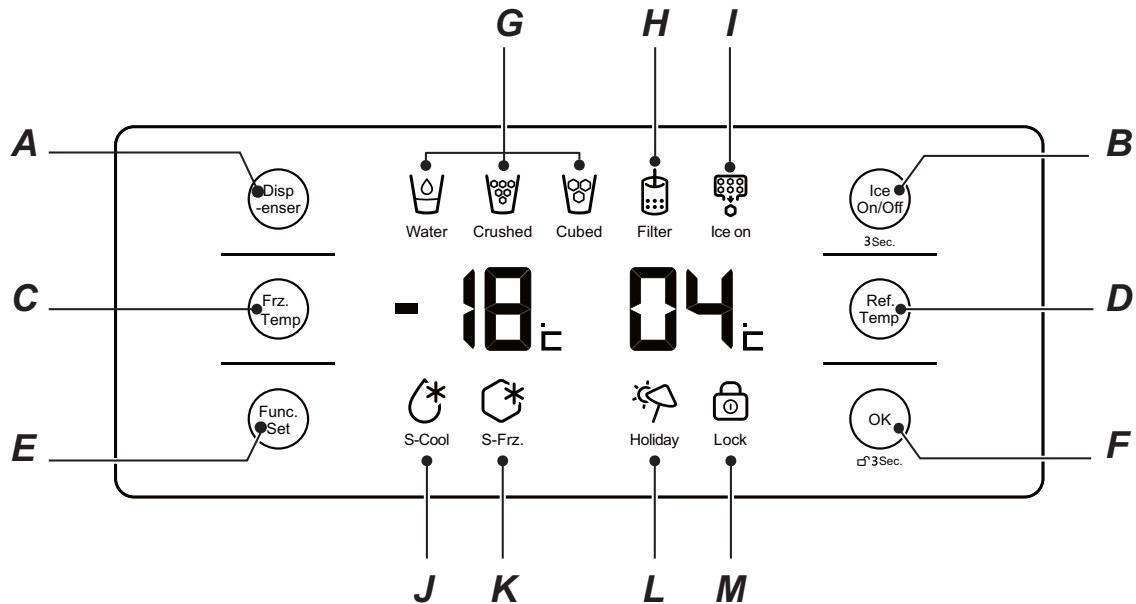 G H I
A B
Disp
-enser
Ice
On/Off
3Sec.
Water Crushed Cubed Filter Ice on
C D
Frz.
Temp
-18℃ 04℃
Ref.
Temp
E F
Func.
Set
S-Cool S-Frz. Holiday Lock
OK
3Sec.
J K L M